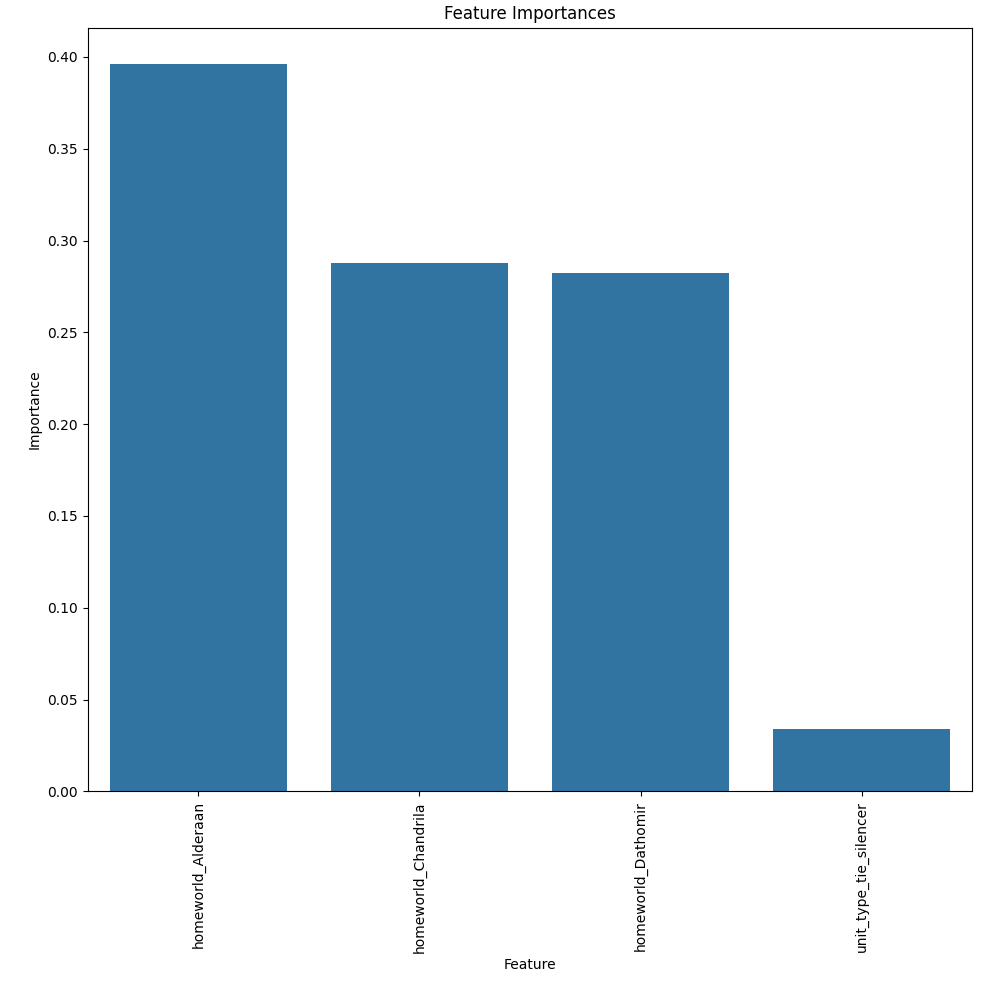 Feature Importances
0.40
0.35
0.30
0.25
0.20
0.15
0.10
0.05
0.00
Importance
homeworld_Alderaan
homeworld_Chandrila
homeworld_Dathomir
unit_type_tie_silencer
Feature